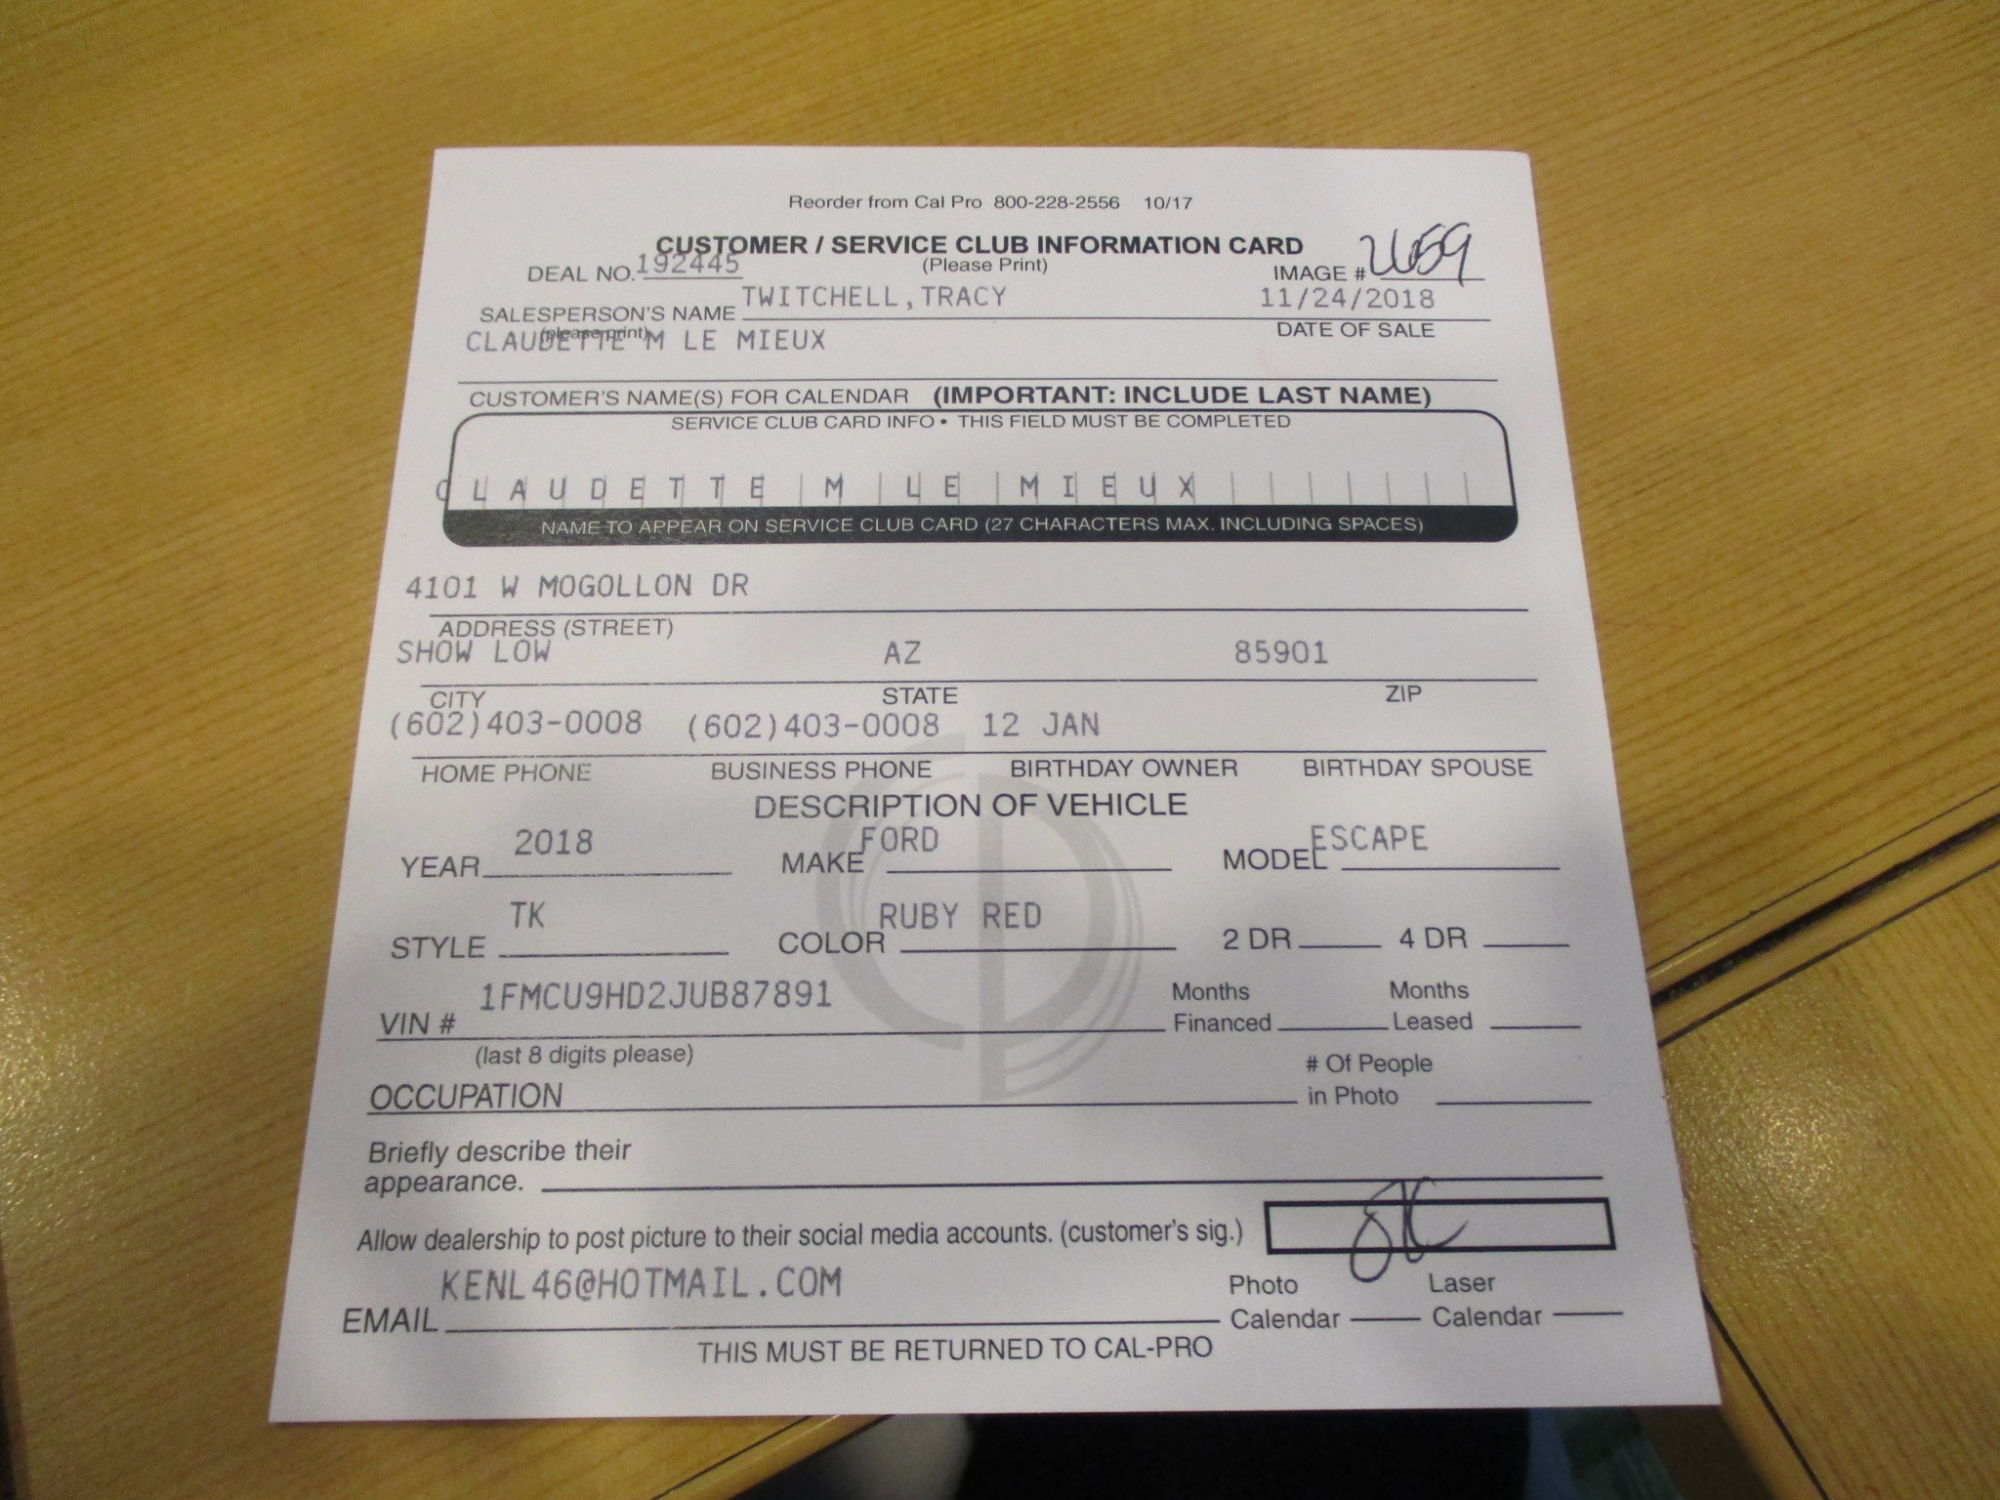 Reorder from Cal Pro 800-228-2556 10/17
CUSTOMER / SERVICE CLUB INFORMATION CARD
(Please Print)
DEAL NO. 192445
IMAGE # 2659
SALESPERSON'S NAME TWITCHELL,TRACY 11/24/2018
(please print) DATE OF SALE
CLAUDETTE M LE MIEUX
CUSTOMER'S NAME(S) FOR CALENDAR (IMPORTANT: INCLUDE LAST NAME)
SERVICE CLUB CARD INFO • THIS FIELD MUST BE COMPLETED
CLAUDETTE M LE MIEUX
NAME TO APPEAR ON SERVICE CLUB CARD (27 CHARACTERS MAX. INCLUDING SPACES)
4101 W MOGOLLON DR
ADDRESS (STREET)
SHOW LOW AZ 85901
CITY STATE ZIP
(602)403-0008 (602)403-0008 12 JAN
HOME PHONE BUSINESS PHONE BIRTHDAY OWNER BIRTHDAY SPOUSE
DESCRIPTION OF VEHICLE
YEAR 2018 MAKE FORD MODEL ESCAPE
STYLE TK COLOR RUBY RED 2 DR 4 DR
VIN # 1FMCU9HD2JUB87891 Months Financed Months Leased
(last 8 digits please)
OCCUPATION # Of People in Photo
Briefly describe their
appearance.
Allow dealership to post picture to their social media accounts. (customer's sig.)
EMAIL KENL46@HOTMAIL.COM Photo Calendar Laser Calendar
THIS MUST BE RETURNED TO CAL-PRO